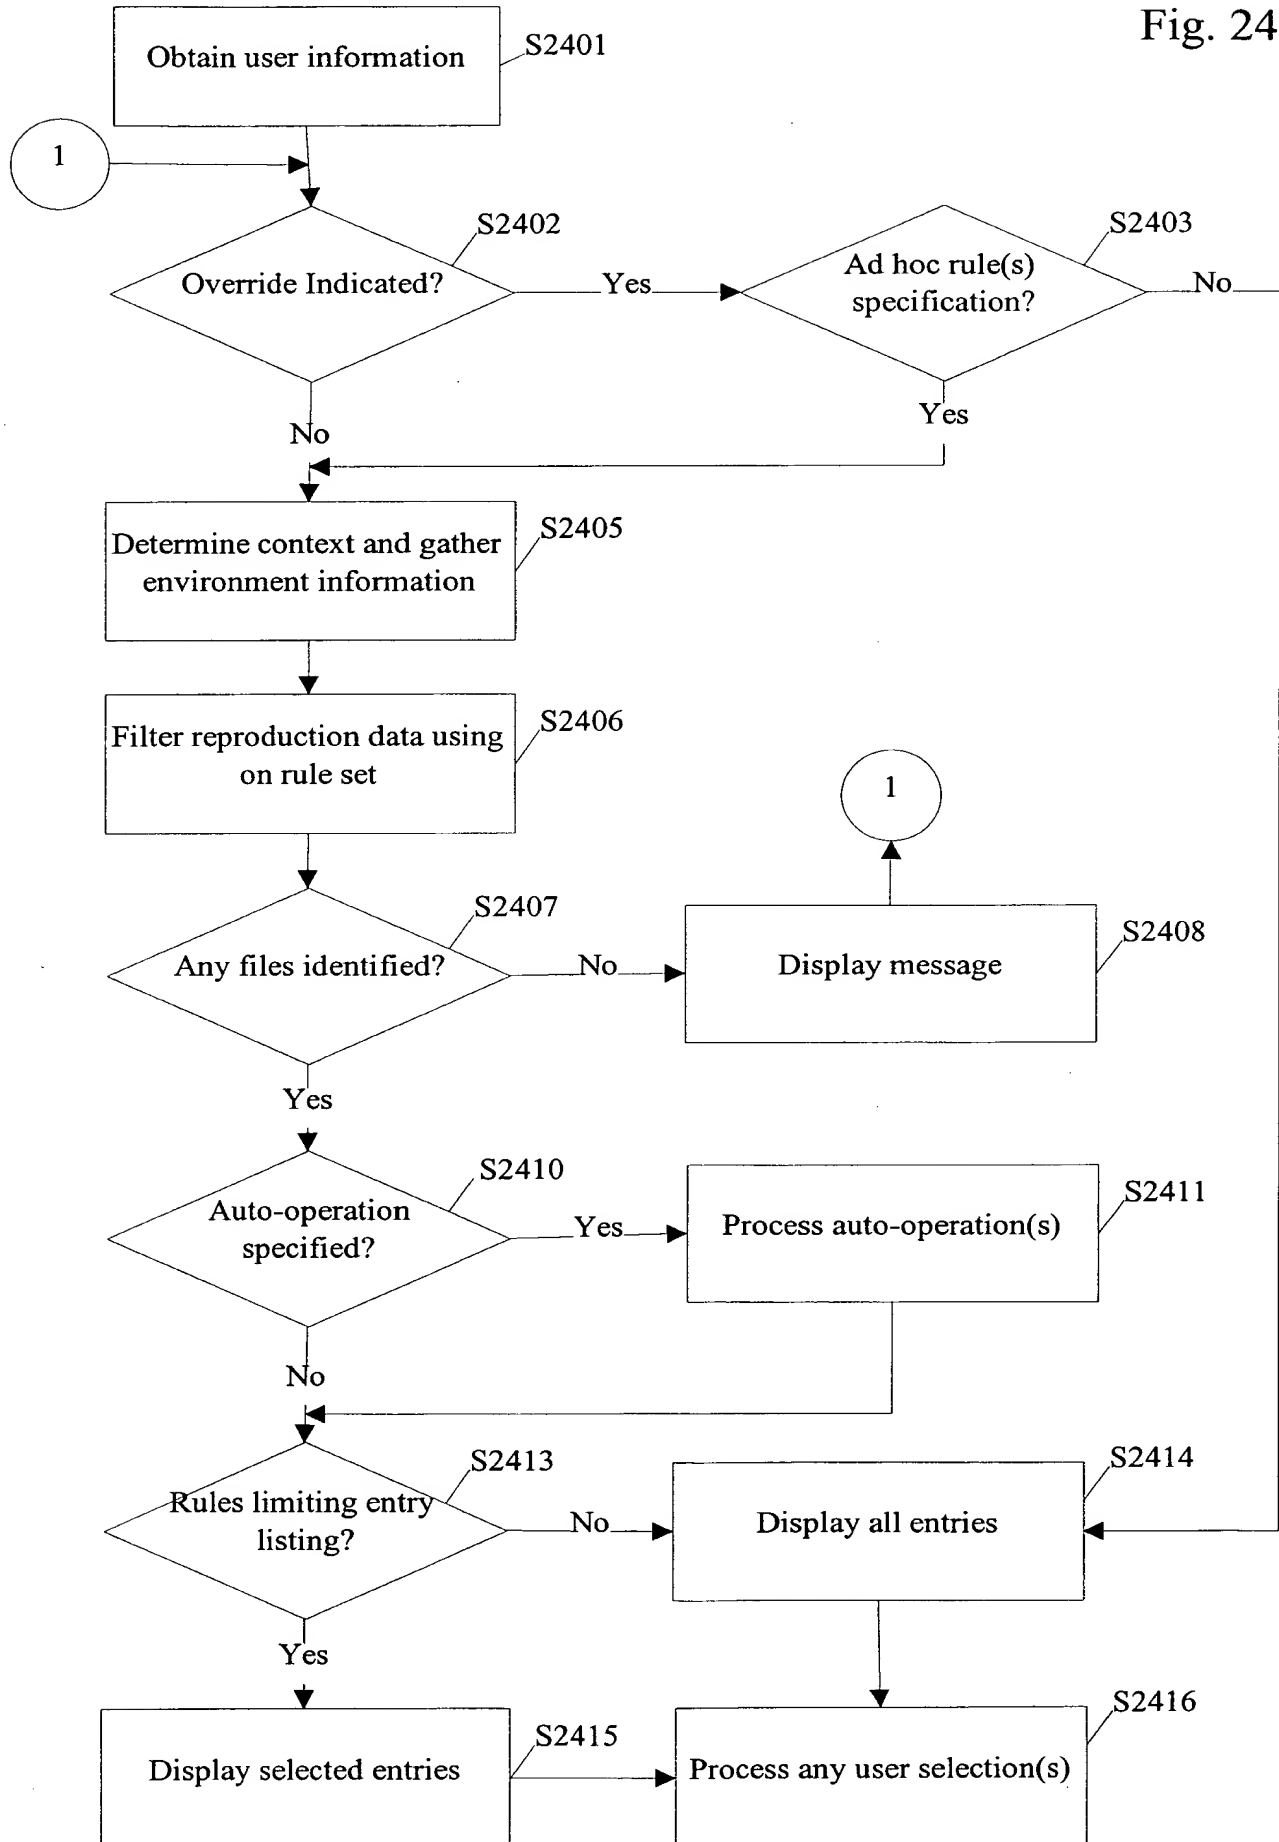 Fig. 24
Obtain user information
S2401
1
S2402
Override Indicated?
Yes
S2403
Ad hoc rule(s)
specification?
No
No
Yes
Determine context and gather
environment information
S2405
Filter reproduction data using
on rule set
S2406
1
S2407
Any files identified?
No
Display message
S2408
Yes
S2410
Auto-operation
specified?
Yes
Process auto-operation(s)
S2411
No
S2413
Rules limiting entry
listing?
No
Display all entries
S2414
Yes
Display selected entries
S2415
Process any user selection(s)
S2416